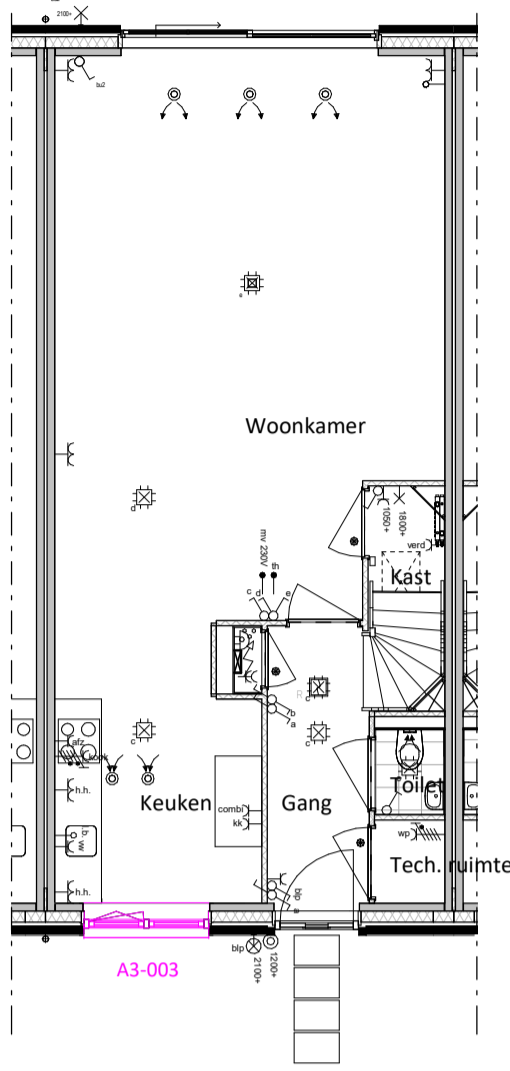 2100+
bu2
e
Woonkamer
d
1050+
1800+
verd
mv 230V
th
Kast
c
d
e
R
c
b
a
c
c
afz
kook
Keuken
Gang
Toilet
h.h.
combi
kk
b.
vw
wp
Tech. ruimte
h.h.
blp
a
A3-003
blp
2100+
1200+